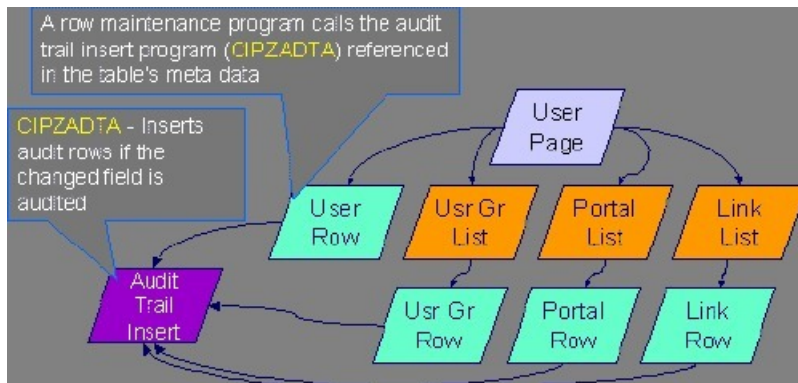 A row maintenance program calls the audit
trail insert program (CIPZADTA) referenced
in the table's meta data
CIPZADTA - Inserts
audit rows if the
changed field is
audited
User
Page
User
Row
Usr Gr
List
Portal
List
Link
List
Audit
Trail
Insert
Usr Gr
Row
Portal
Row
Link
Row